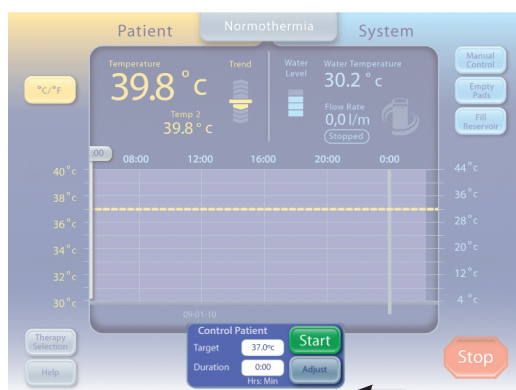 Patient
Normothermia
System
Temperature
39.8 °c
Trend
Temp 2
39.8 ° c
Water
Level
Water Temperature
30.2 ° c
Flow Rate
0,0 l/m
Stopped
°C/°F
Manual
Control
Empty
Pads
Fill
Reservoir
:00 08:00 12:00 16:00 20:00 0:00
40°c
38°c
36°c
34°c
32°c
30°c
44°c
36°c
28°c
20°c
12°c
4 °c
09-01-10
Therapy
Selection
Help
Control Patient
Target 37.0ºc
Duration 0:00
Hrs: Min
Start
Adjust
Stop